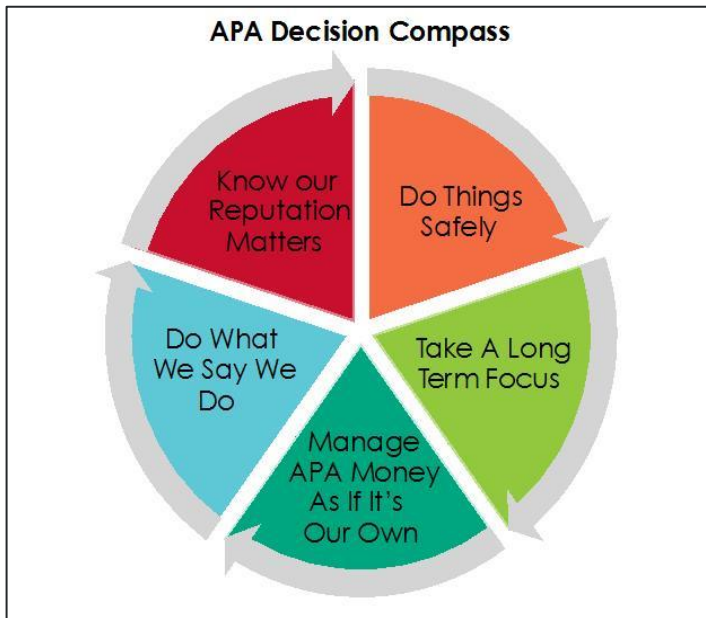 APA Decision Compass
Know our
Reputation
Matters
Do Things
Safely
Take A Long
Term Focus
Manage
APA Money
As If It's
Our Own
Do What
We Say We
Do